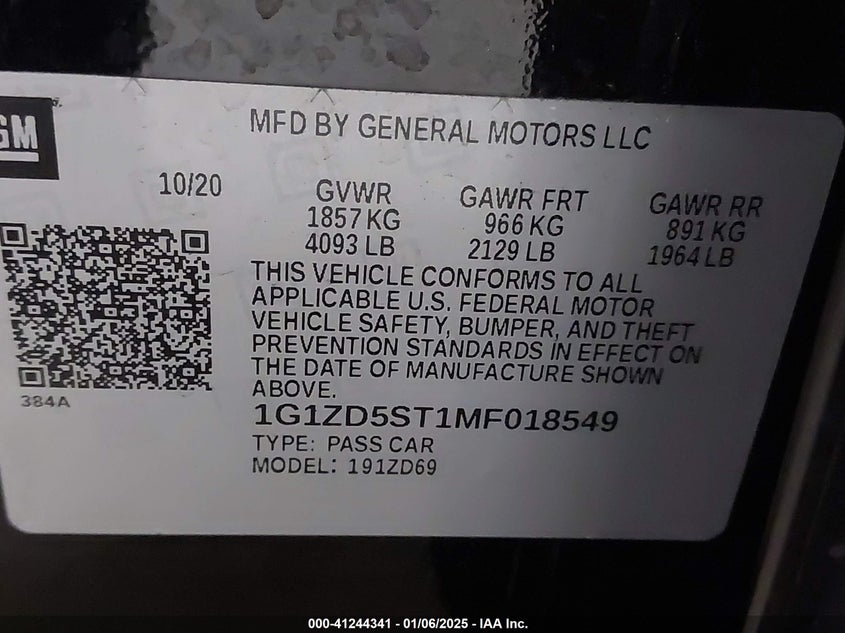 GM
MFD BY GENERAL MOTORS LLC
10/20
GVWR
1857 KG
4093 LB
GAWR FRT
966 KG
2129 LB
GAWR RR
891 KG
1964 LB
THIS VEHICLE CONFORMS TO ALL
APPLICABLE U.S. FEDERAL MOTOR
VEHICLE SAFETY, BUMPER, AND THEFT
PREVENTION STANDARDS IN EFFECT ON
THE DATE OF MANUFACTURE SHOWN
ABOVE.
384A
1G1ZD5ST1MF018549
TYPE: PASS CAR
MODEL: 191ZD69
000-41244341 - 01/06/2025 - IAA Inc.